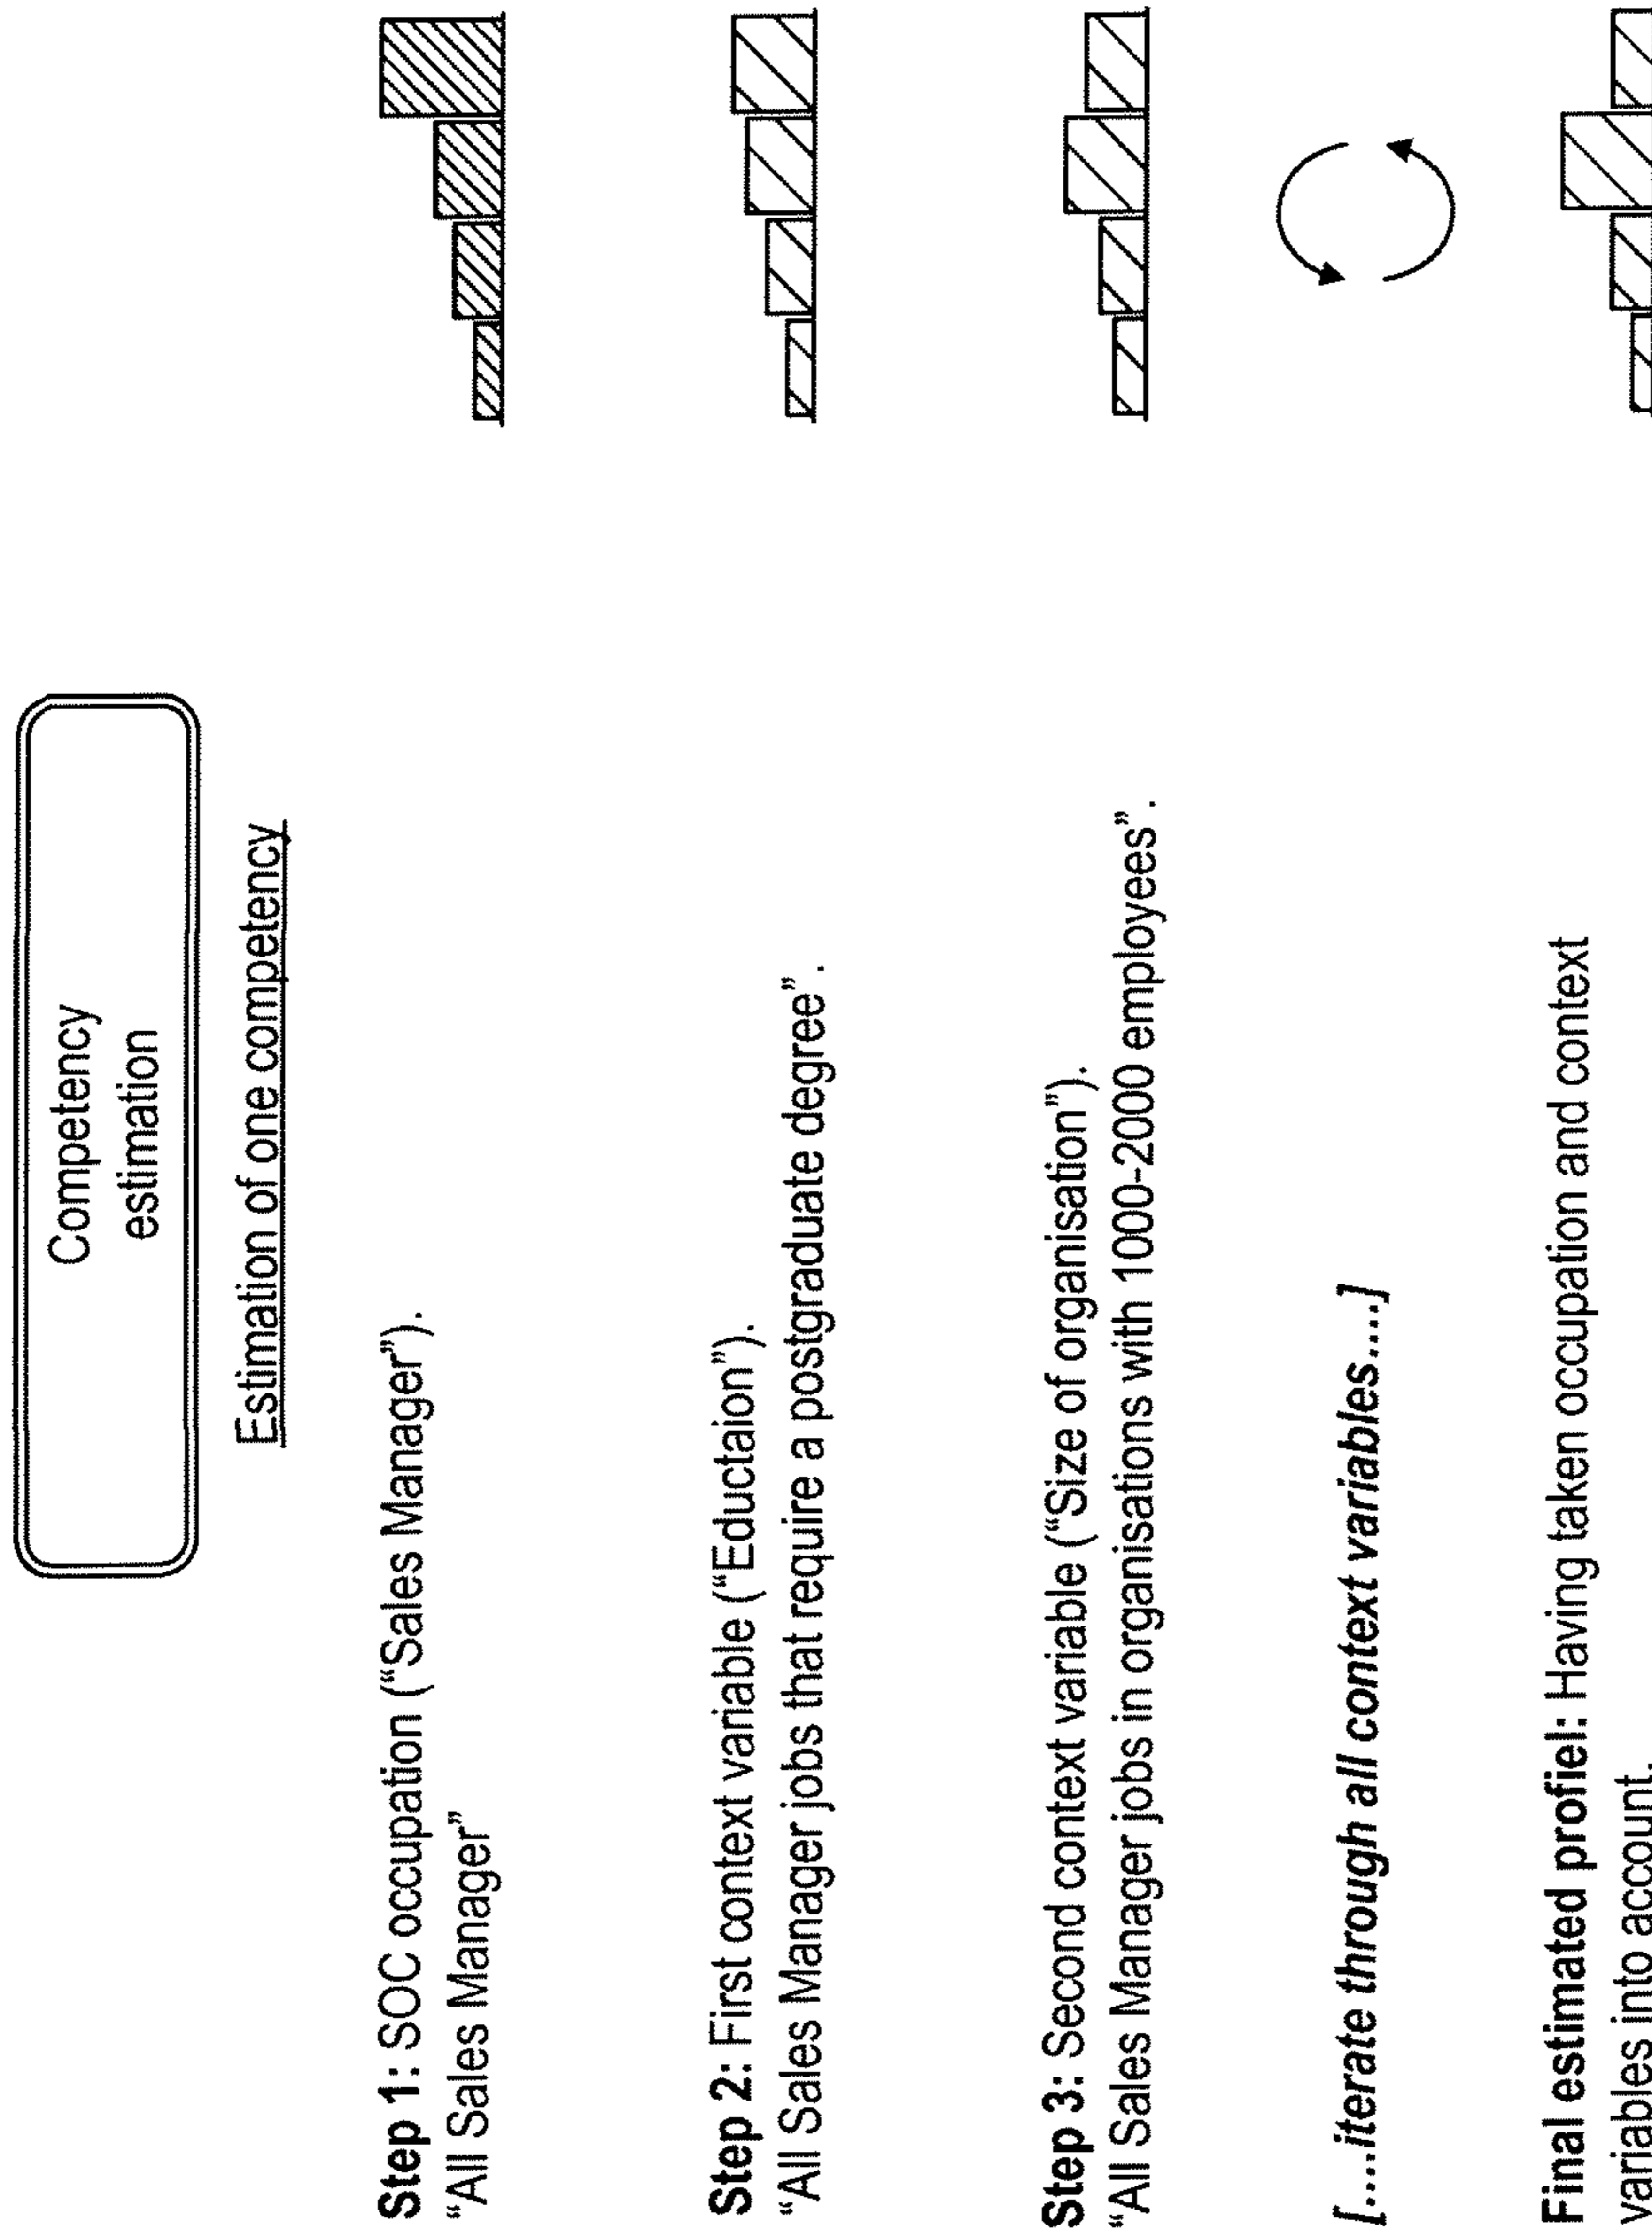 Competency
estimation
Estimation of one competency
Step 1: SOC occupation (“Sales Manager”).
“All Sales Manager”
Step 2: First context variable (“Eductaion”).
“All Sales Manager jobs that require a postgraduate degree”.
Step 3: Second context variable (“Size of organisation”).
“All Sales Manager jobs in organisations with 1000-2000 employees”.
[....iterate through all context variables....]
Final estimated profiel: Having taken occupation and context
variables into account.